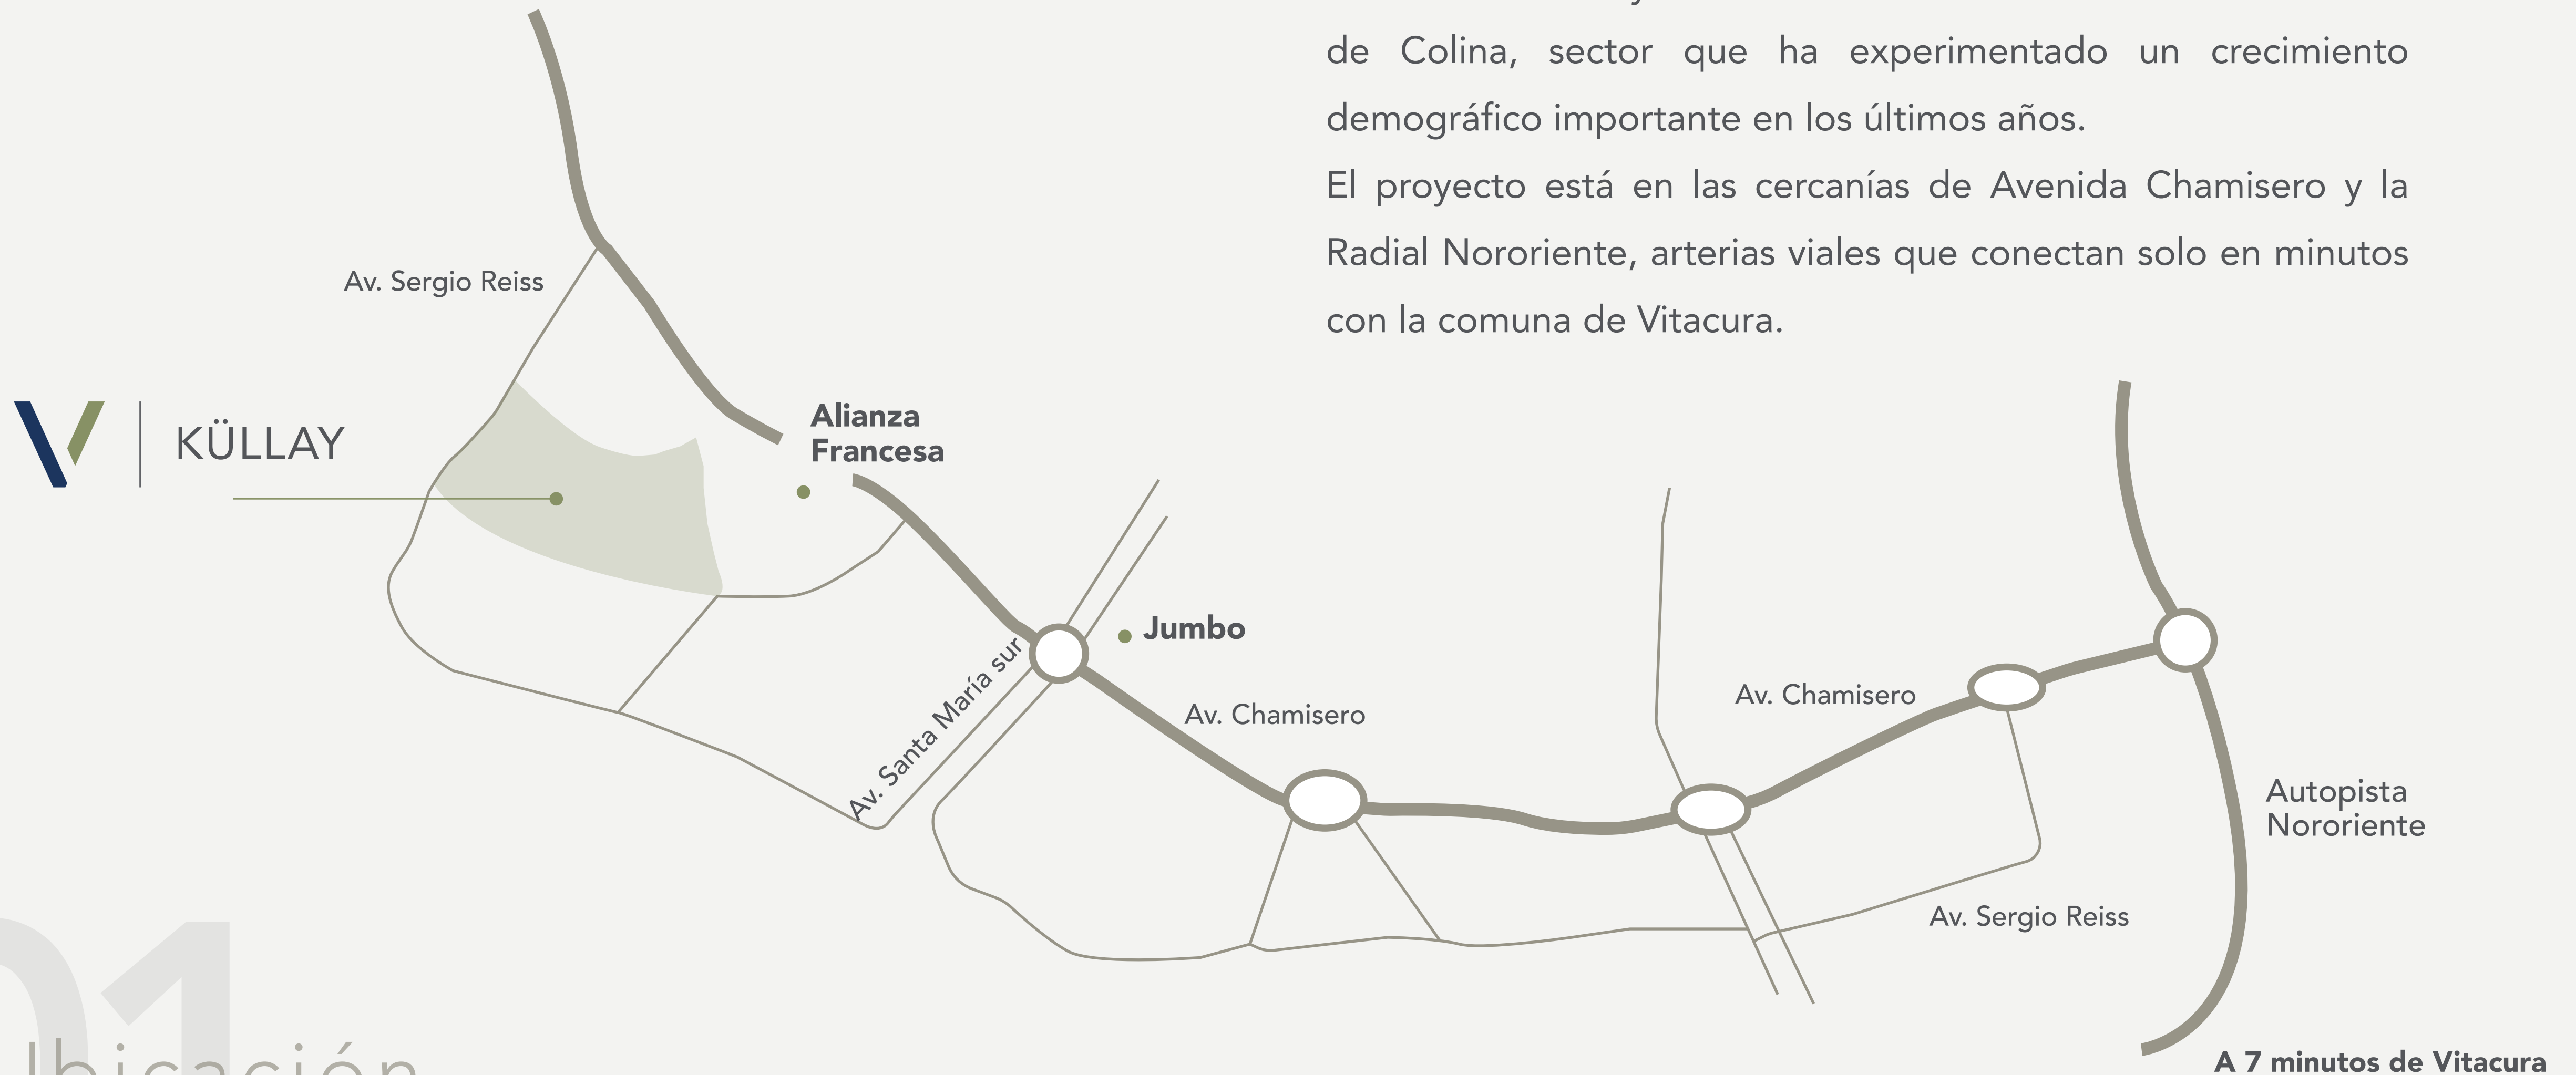 de Colina, sector que ha experimentado un crecimiento
demográfico importante en los últimos años.
El proyecto está en las cercanías de Avenida Chamisero y la
Radial Nororiente, arterias viales que conectan solo en minutos
con la comuna de Vitacura.
Av. Sergio Reiss
KÜLLAY
Alianza
Francesa
Jumbo
Av. Santa María sur
Av. Chamisero
Av. Chamisero
Autopista
Nororiente
Av. Sergio Reiss
01
Ubicación
A 7 minutos de Vitacura